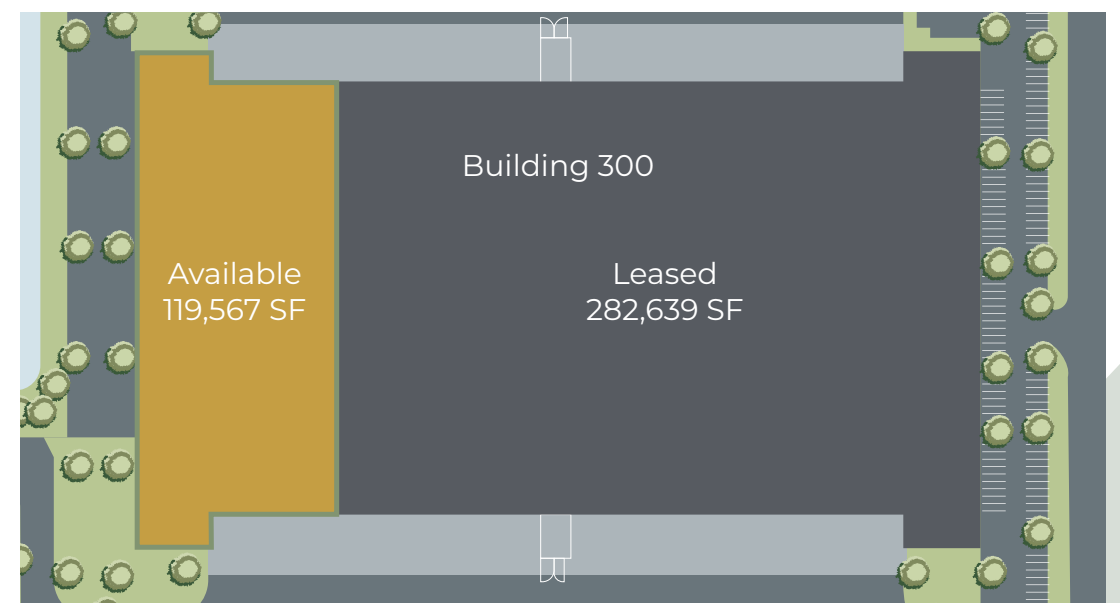 Building 300
Available
119,567 SF
Leased
282,639 SF